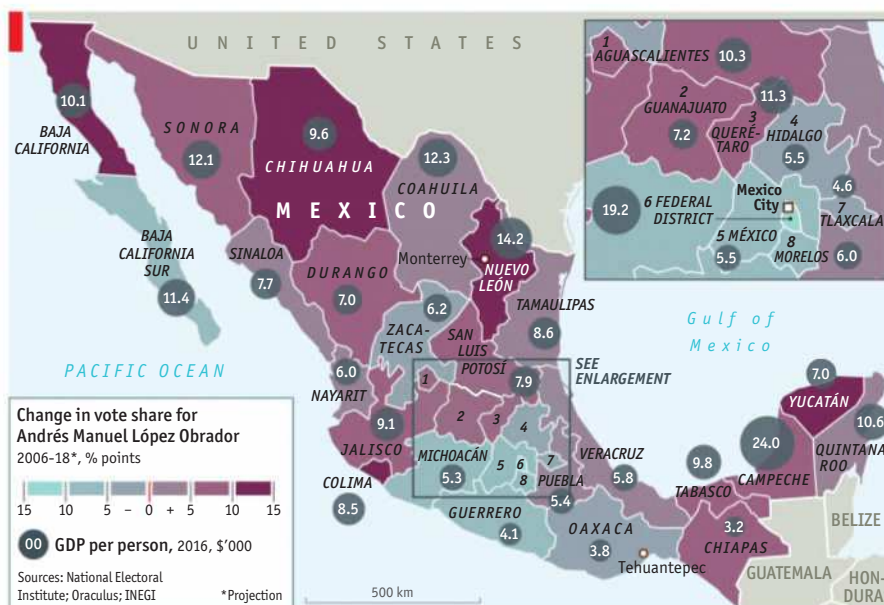 UNITED STATES
10.1
BAJA
CALIFORNIA
SONORA
12.1
9.6
CHIHUAHUA
12.3
COAHUILA
MEXICO
BAJA
CALIFORNIA
SUR
11.4
SINALOA
7.7
DURANGO
7.0
Monterrey
14.2
NUEVO
LEÓN
TAMAULIPAS
8.6
6.2
ZACA-
TECAS
SAN
LUIS
POTOSÍ
7.9
SEE
ENLARGEMENT
PACIFIC OCEAN
Gulf of
Mexico
6.0
NAYARIT
1
2
3
4
5
6
7
8
9.1
JALISCO
MICHOACÁN
5.3
COLIMA
8.5
GUERRERO
4.1
PUEBLA
5.4
VERACRUZ
5.8
OAXACA
3.8
Tehuantepec
9.8
TABASCO
24.0
CAMPECHE
3.2
CHIAPAS
7.0
YUCATÁN
10.6
QUINTANA
ROO
BELIZE
GUATEMALA
HON-
DURA
1
AGUASCALIENTES
10.3
2
GUANAJUATO
7.2
11.3
3
QUERÉ-
TARO
4
HIDALGO
5.5
4.6
19.2
6 FEDERAL
DISTRICT
Mexico
City
7
TLAXCALA
5 MÉXICO
5.5
8
MORELOS
6.0
Change in vote share for
Andrés Manuel López Obrador
2006-18*, % points
15 10 5 – 0 + 5 10 15
00 GDP per person, 2016, $'000
Sources: National Electoral
Institute; Oraculus; INEGI
*Projection
500 km